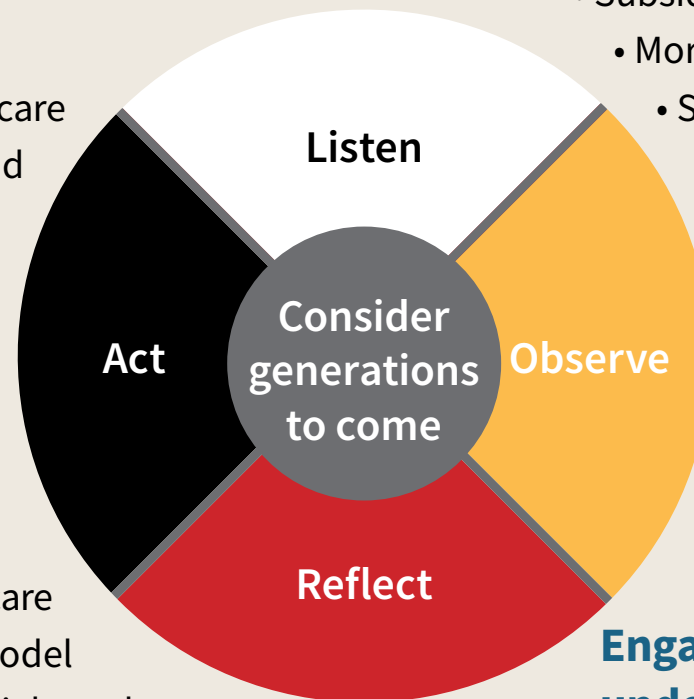 Listen
care
d
Act
Consider
generations
to come
Observe
Reflect
are
odel
Enga